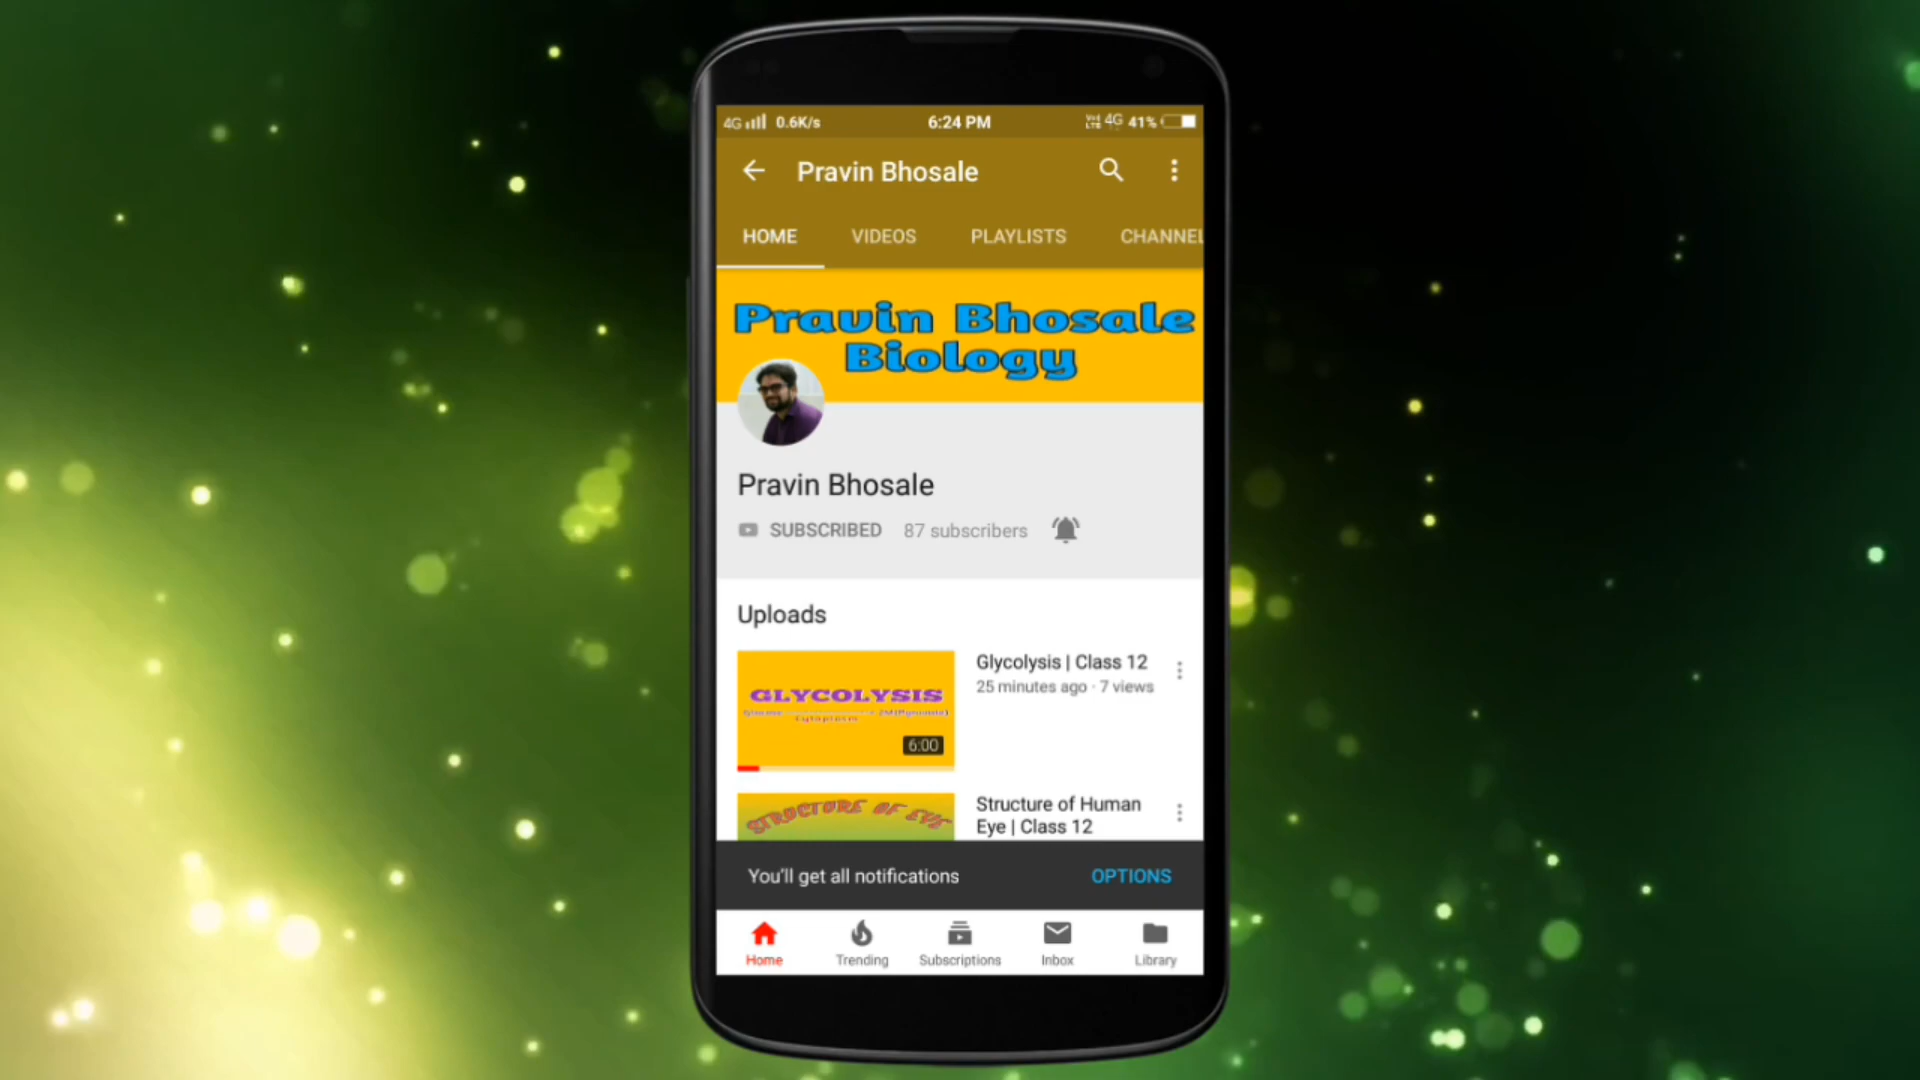 4G 0.6K/s 6:24 PM 4G 41%
Pravin Bhosale
HOME VIDEOS PLAYLISTS CHANNEL
Pravin Bhosale
Biology
Pravin Bhosale
SUBSCRIBED 87 subscribers
Uploads
GLYCOLYSIS
Cytoplasm
6:00
Glycolysis | Class 12
25 minutes ago · 7 views
STRUCTURE OF EYE
Structure of Human
Eye | Class 12
You'll get all notifications OPTIONS
Home Trending Subscriptions Inbox Library